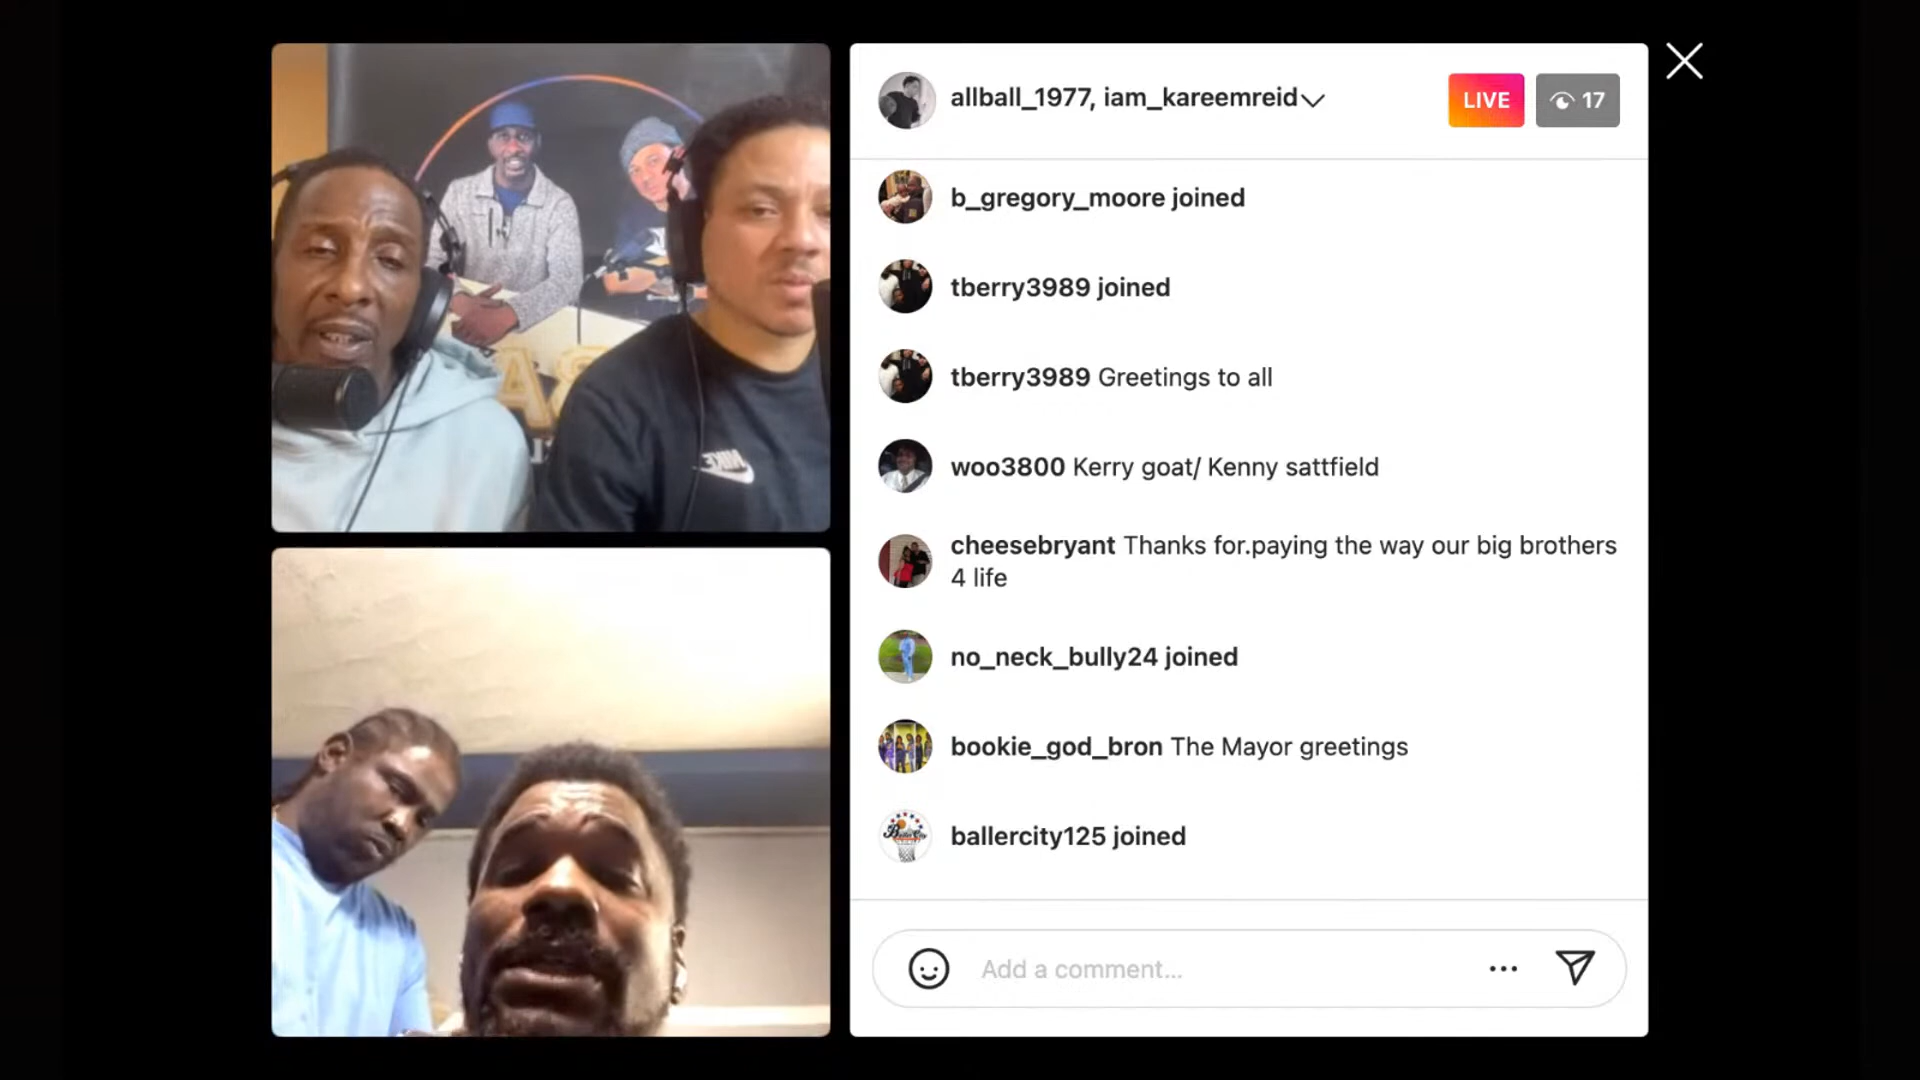 allball_1977, iam_kareemreid
LIVE
17
b_gregory_moore joined
tberry3989 joined
tberry3989 Greetings to all
woo3800 Kerry goat/ Kenny sattfield
cheesebryant Thanks for.paying the way our big brothers
4 life
no_neck_bully24 joined
bookie_god_bron The Mayor greetings
ballercity125 joined
Add a comment...
NIKE